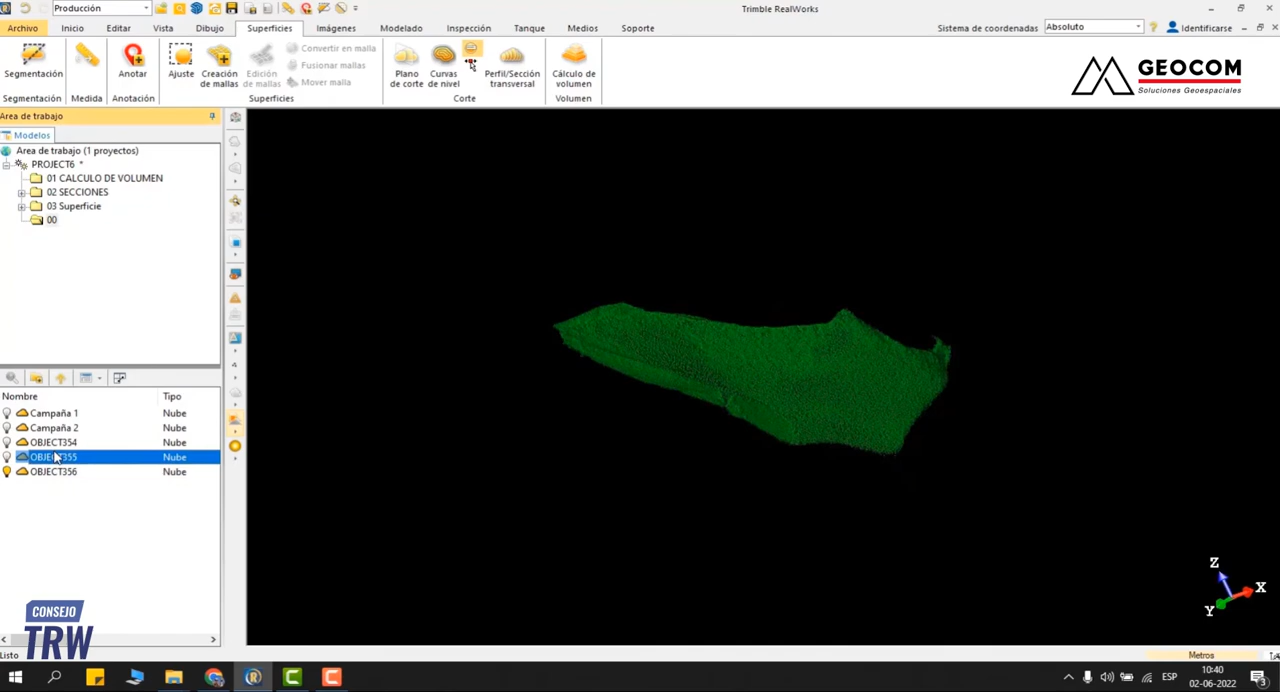 Producción
Trimble RealWorks
Archivo
Inicio
Editar
Vista
Dibujo
Superficies
Imágenes
Modelado
Inspección
Tanque
Medios
Soporte
Sistema de coordenadas
Absoluto
Identificarse
Segmentación
Anotar
Ajuste
Creación
de mallas
Edición
de mallas
Convertir en malla
Fusionar mallas
Mover malla
Plano
de corte
Curvas
de nivel
Perfil/Sección
transversal
Cálculo de
volumen
Segmentación
Medida
Anotación
Superficies
Corte
Volumen
GEOCOM
Soluciones Geoespaciales
Area de trabajo
Modelos
Area de trabajo (1 proyectos)
PROJECT6 *
01 CALCULO DE VOLUMEN
02 SECCIONES
03 Superficie
00
Nombre Tipo
Campaña 1 Nube
Campaña 2 Nube
OBJECT354 Nube
OBJECT355 Nube
OBJECT356 Nube
Z
X
Y
CONSEJO
TRW
Listo
Metros
ESP
10:40
02-06-2022
3